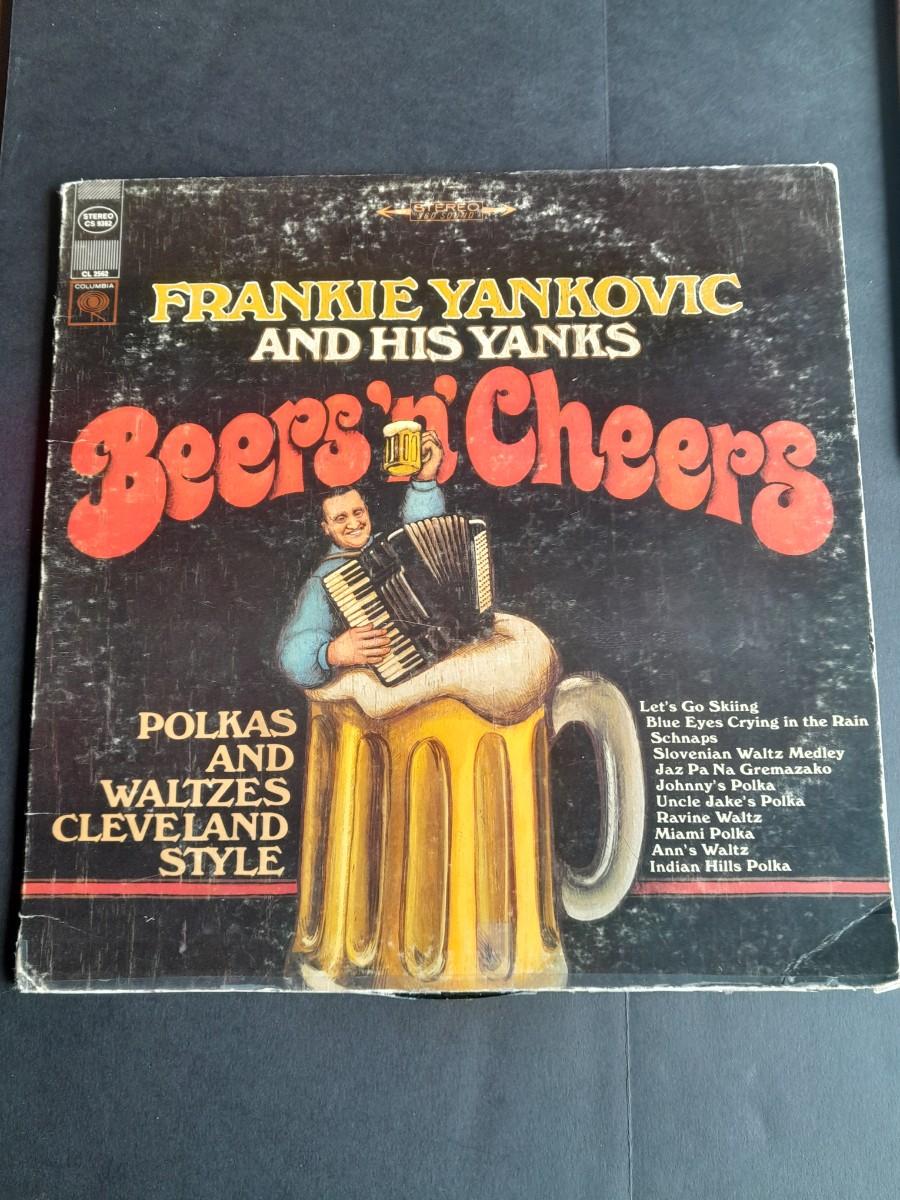 STEREO
"360 SOUND"
STEREO
CS 9362
CL 2562
COLUMBIA
FRANKIE YANKOVIC
AND HIS YANKS
Beers 'n' Cheers
POLKAS
AND
WALTZES
CLEVELAND
STYLE
Let's Go Skiing
Blue Eyes Crying in the Rain
Schnaps
Slovenian Waltz Medley
Jaz Pa Na Gremazako
Johnny's Polka
Uncle Jake's Polka
Ravine Waltz
Miami Polka
Ann's Waltz
Indian Hills Polka